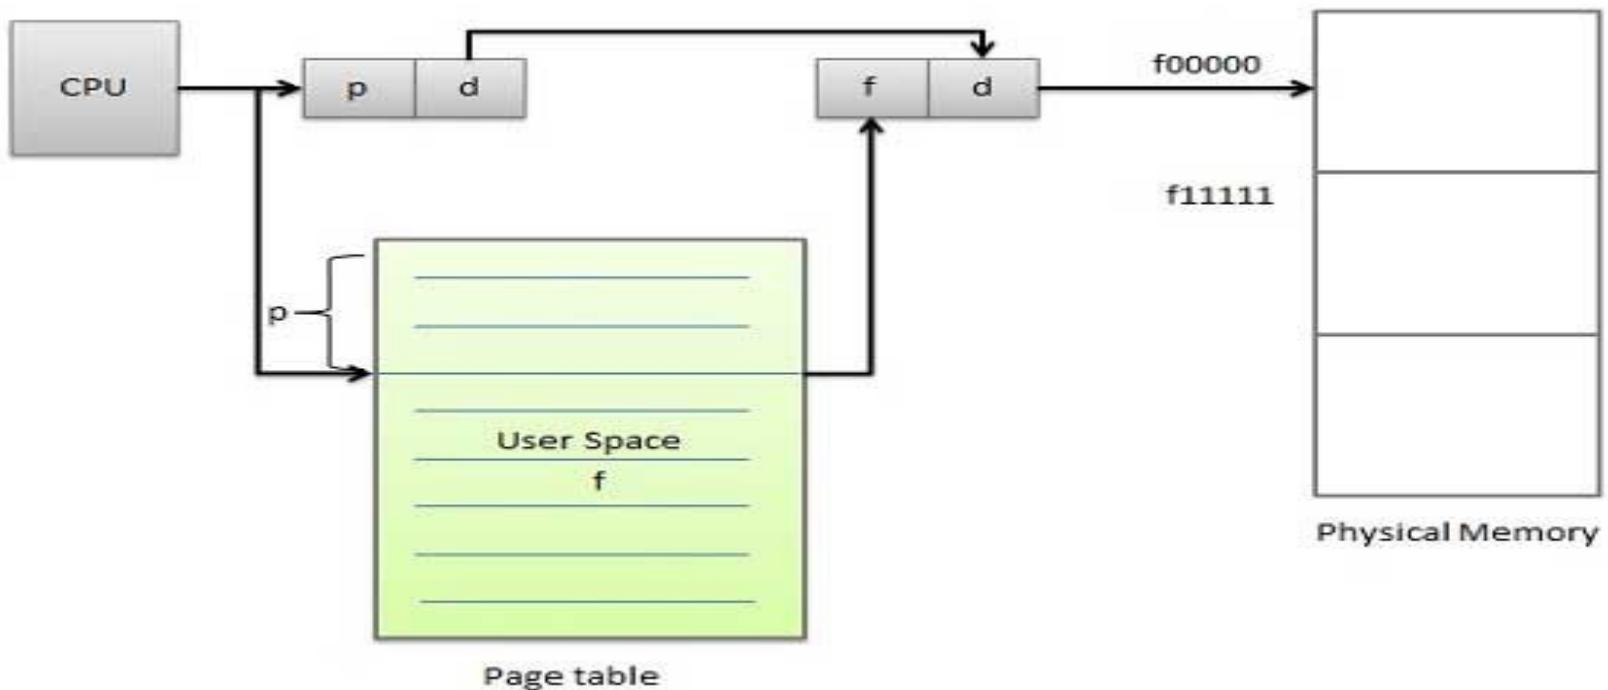 CPU
p d
f d
f00000
f11111
p
User Space
f
Physical Memory
Page table